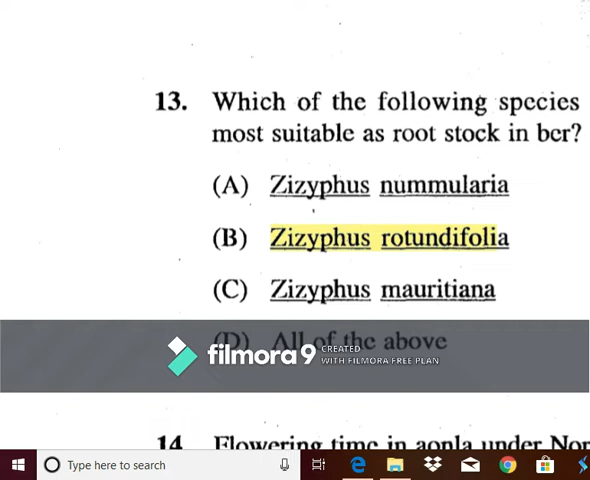 13. Which of the following species
most suitable as root stock in ber?
(A) Zizyphus nummularia
(B) Zizyphus rotundifolia
(C) Zizyphus mauritiana
(D) All of the above
filmora9 CREATED
WITH FILMORA FREE PLAN
14 Flowering time in aonla under Nor
Type here to search